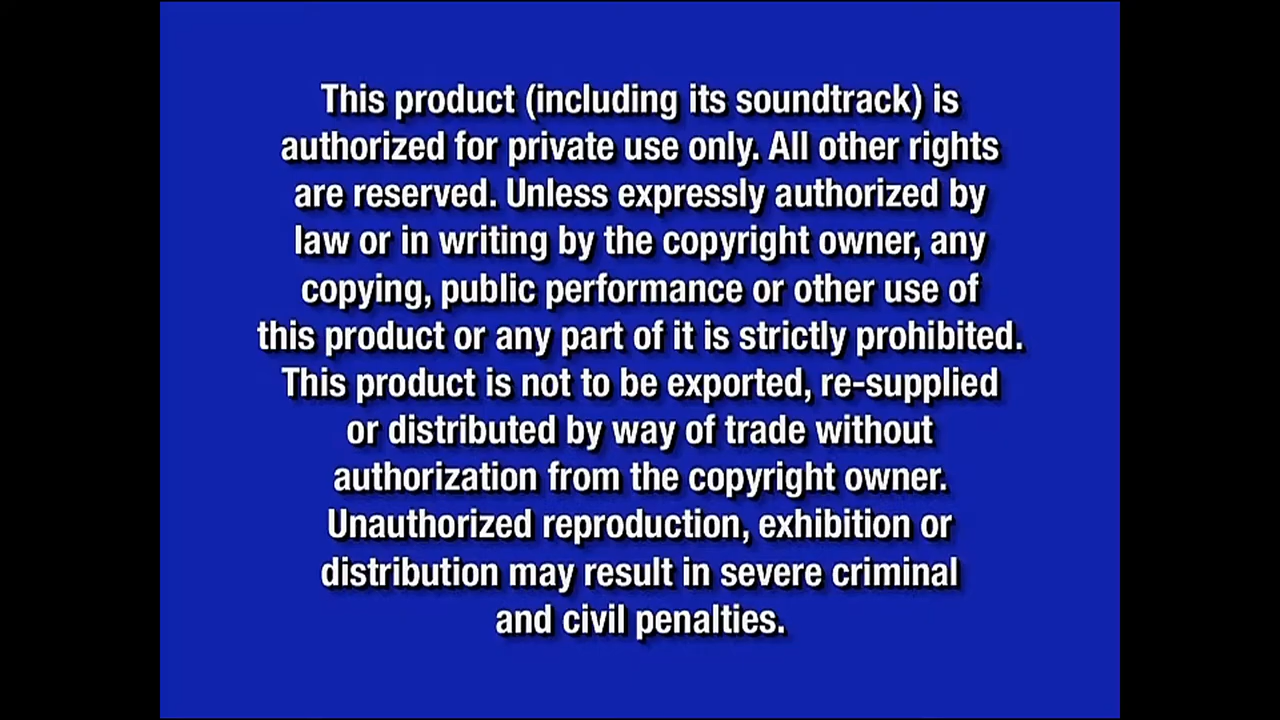 This product (including its soundtrack) is
authorized for private use only. All other rights
are reserved. Unless expressly authorized by
law or in writing by the copyright owner, any
copying, public performance or other use of
this product or any part of it is strictly prohibited.
This product is not to be exported, re-supplied
or distributed by way of trade without
authorization from the copyright owner.
Unauthorized reproduction, exhibition or
distribution may result in severe criminal
and civil penalties.